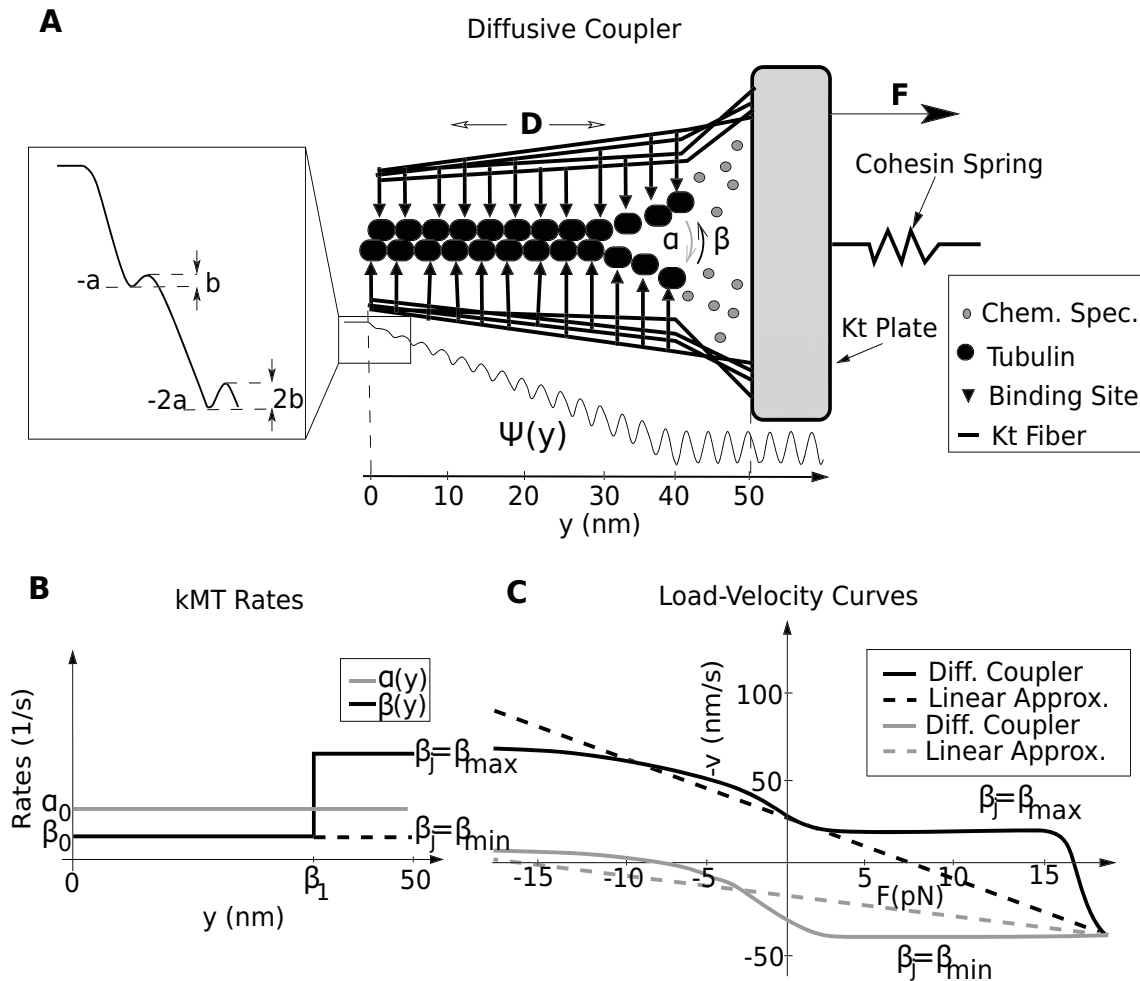 A
Diffusive Coupler
D
F
Cohesin Spring
-a
b
-2a
2b
α
β
Kt Plate
Chem. Spec.
Tubulin
Binding Site
Kt Fiber
Ψ(y)
0 10 20 30 40 50
y (nm)
B
kMT Rates
Rates (1/s)
α(y)
β(y)
βj=βmax
α0
β0
βj=βmin
0
β1
50
y (nm)
C
Load-Velocity Curves
-v (nm/s)
100
50
-50
Diff. Coupler
Linear Approx.
Diff. Coupler
Linear Approx.
βj=βmax
-15 -10 -5 5 10 15
F(pN)
βj=βmin